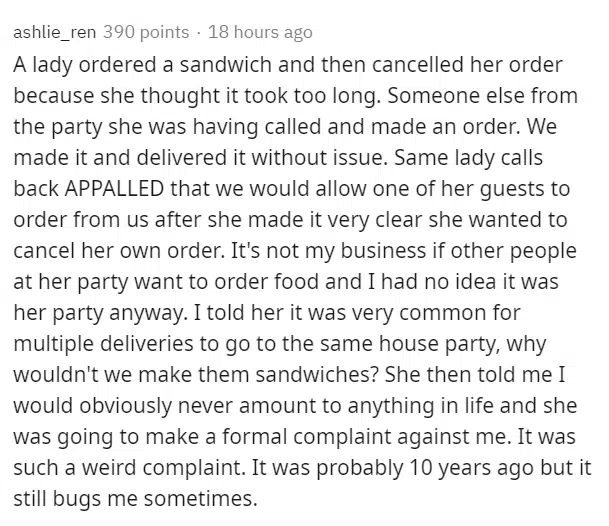 ashlie_ren 390 points · 18 hours ago
A lady ordered a sandwich and then cancelled her order
because she thought it took too long. Someone else from
the party she was having called and made an order. We
made it and delivered it without issue. Same lady calls
back APPALLED that we would allow one of her guests to
order from us after she made it very clear she wanted to
cancel her own order. It's not my business if other people
at her party want to order food and I had no idea it was
her party anyway. I told her it was very common for
multiple deliveries to go to the same house party, why
wouldn't we make them sandwiches? She then told me I
would obviously never amount to anything in life and she
was going to make a formal complaint against me. It was
such a weird complaint. It was probably 10 years ago but it
still bugs me sometimes.